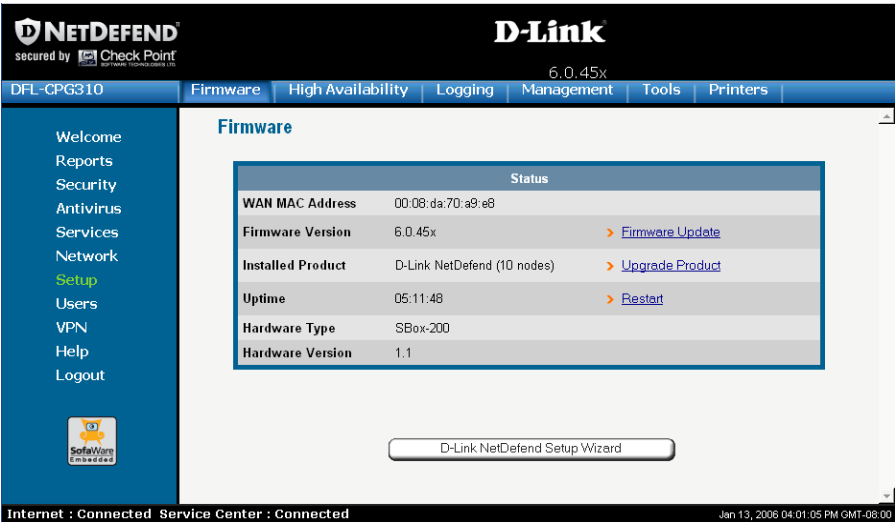 NETDEFEND
secured by Check Point
SOFTWARE TECHNOLOGIES LTD.
D-Link
6.0.45x
DFL-CPG310
Firmware | High Availability | Logging | Management | Tools | Printers |
Welcome
Reports
Security
Antivirus
Services
Network
Setup
Users
VPN
Help
Logout
SofaWare
Embedded
Firmware
Status
WAN MAC Address 00:08:da:70:a9:e8
Firmware Version 6.0.45x Firmware Update
Installed Product D-Link NetDefend (10 nodes) Upgrade Product
Uptime 05:11:48 Restart
Hardware Type SBox-200
Hardware Version 1.1
D-Link NetDefend Setup Wizard
Internet : Connected Service Center : Connected
Jan 13, 2006 04:01:05 PM GMT-08:00